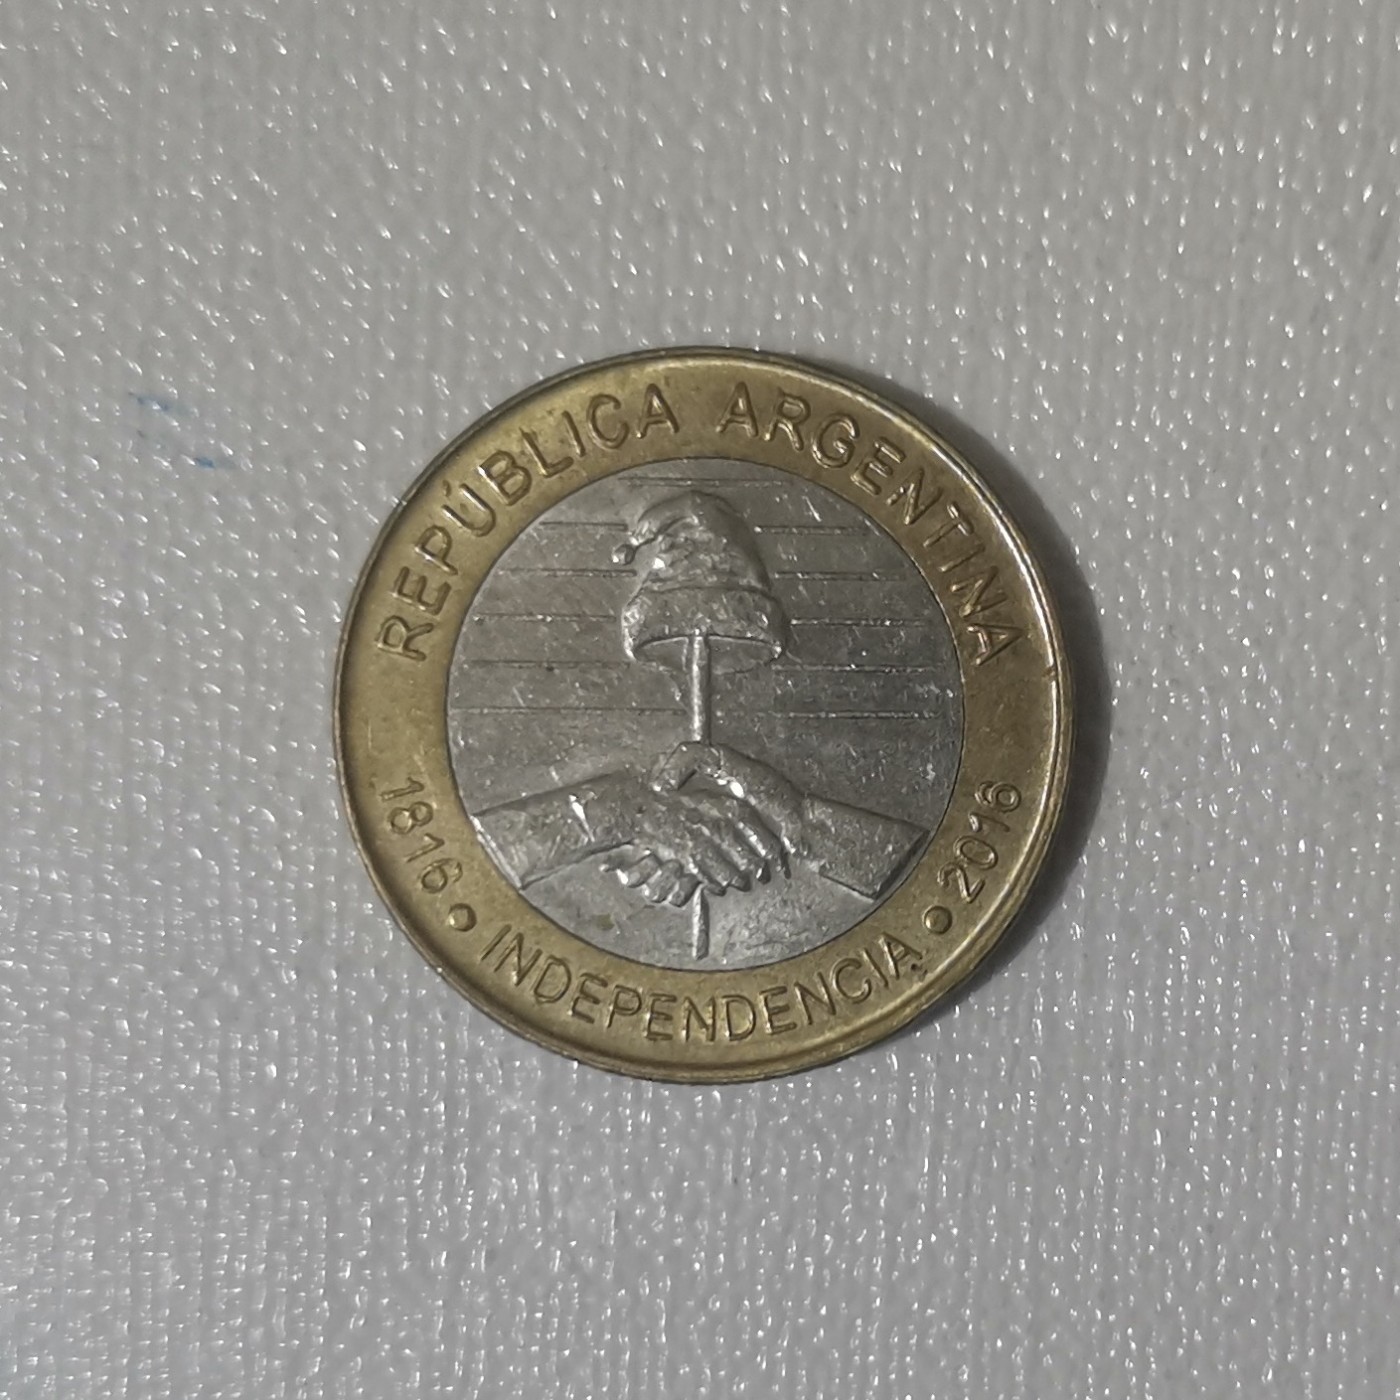 REPÚBLICA ARGENTINA
1816 • INDEPENDENCIA • 2016